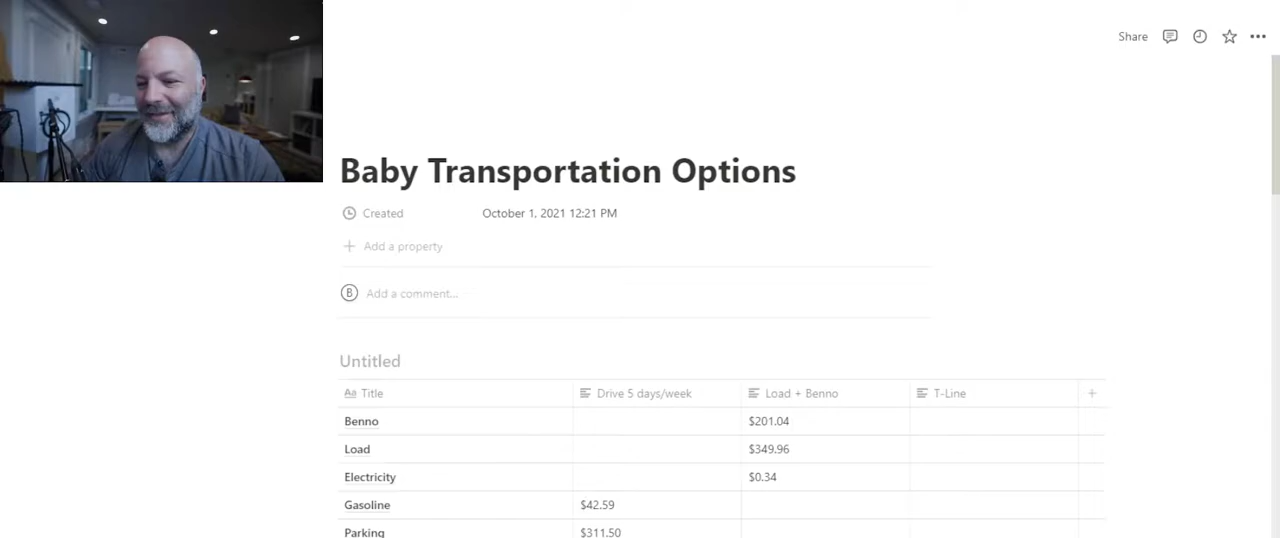 Share
Baby Transportation Options
Created October 1, 2021 12:21 PM
Add a property
B Add a comment...
Untitled
Aa Title Drive 5 days/week Load + Benno T-Line +
Benno $201.04
Load $349.96
Electricity $0.34
Gasoline $42.59
Parking $311.50